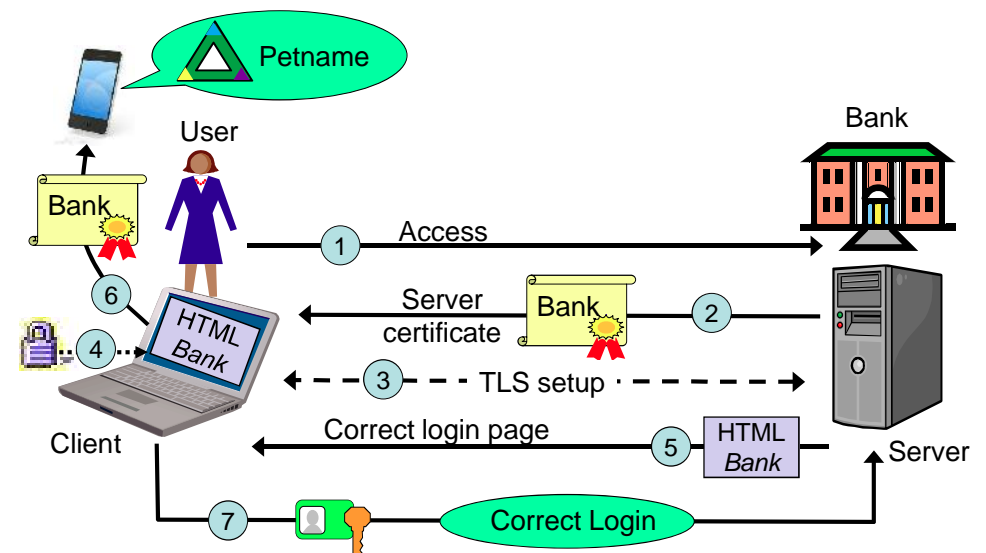 Petname
User
Bank
Bank
1
Access
6
HTML
Bank
4
Server
certificate
Bank
2
3
TLS setup
Client
Correct login page
5
HTML
Bank
Server
7
Correct Login